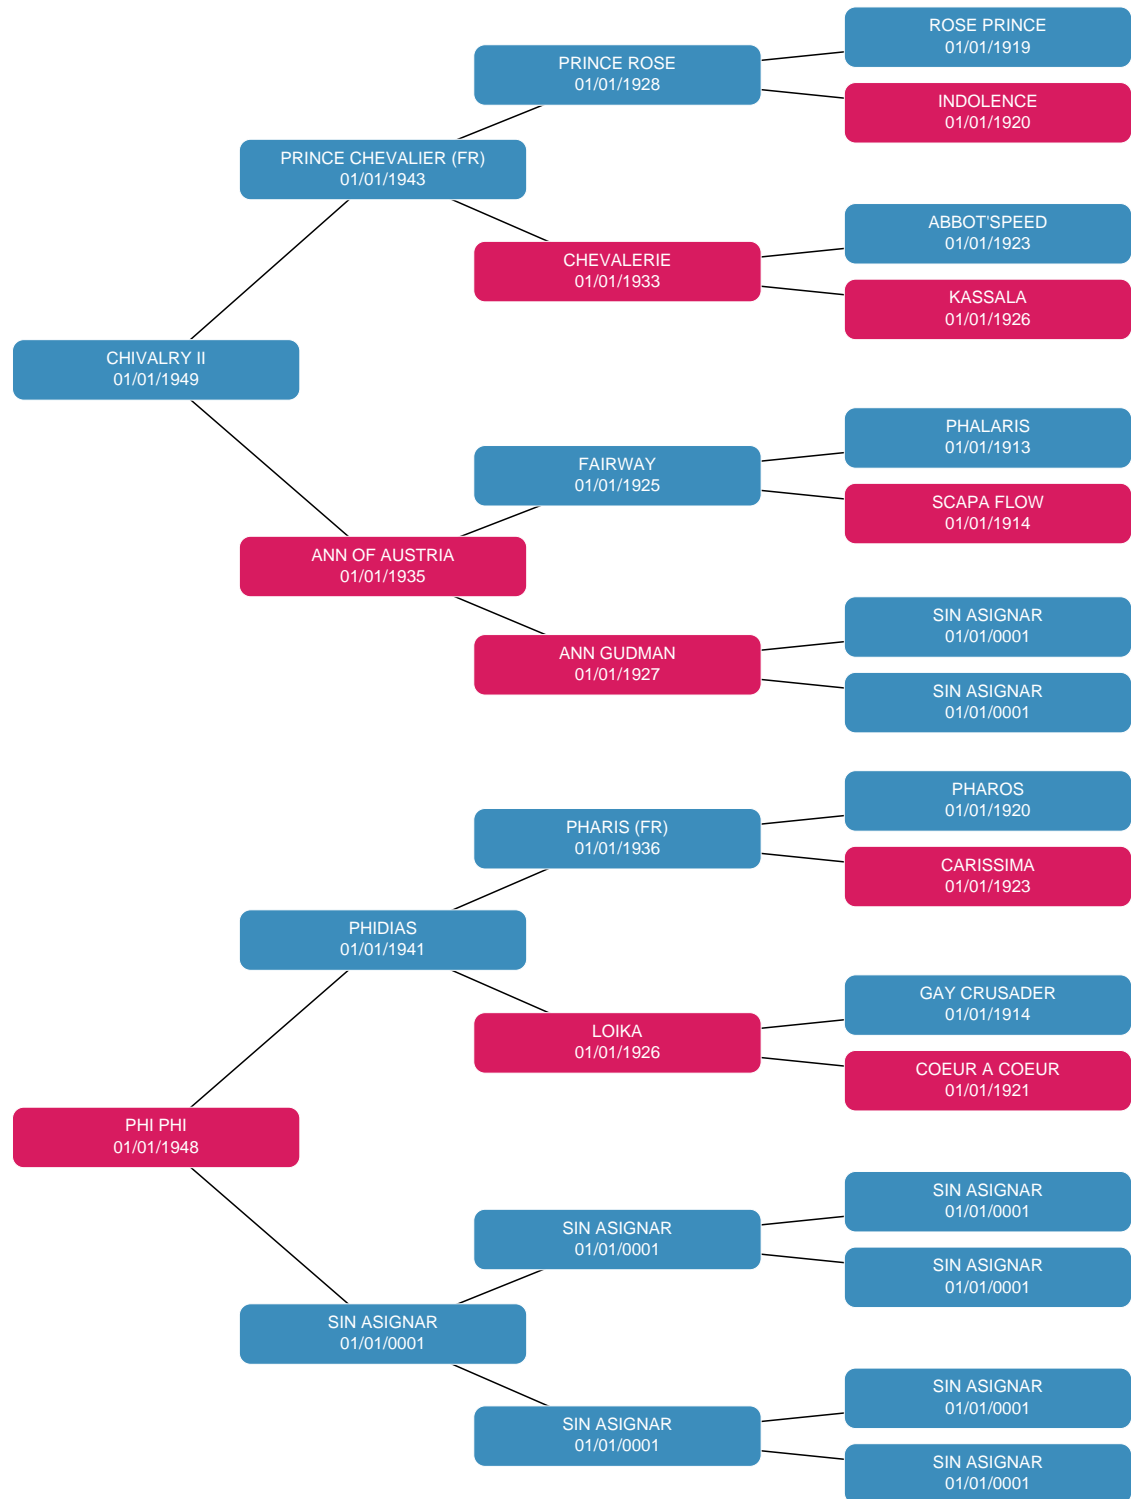 ROSE PRINCE
01/01/1919
PRINCE ROSE
01/01/1928
INDOLENCE
01/01/1920
PRINCE CHEVALIER (FR)
01/01/1943
ABBOT'SPEED
01/01/1923
CHEVALERIE
01/01/1933
KASSALA
01/01/1926
CHIVALRY II
01/01/1949
PHALARIS
01/01/1913
FAIRWAY
01/01/1925
SCAPA FLOW
01/01/1914
ANN OF AUSTRIA
01/01/1935
SIN ASIGNAR
01/01/0001
ANN GUDMAN
01/01/1927
SIN ASIGNAR
01/01/0001
PHAROS
01/01/1920
PHARIS (FR)
01/01/1936
CARISSIMA
01/01/1923
PHIDIAS
01/01/1941
GAY CRUSADER
01/01/1914
LOIKA
01/01/1926
COEUR A COEUR
01/01/1921
PHI PHI
01/01/1948
SIN ASIGNAR
01/01/0001
SIN ASIGNAR
01/01/0001
SIN ASIGNAR
01/01/0001
SIN ASIGNAR
01/01/0001
SIN ASIGNAR
01/01/0001
SIN ASIGNAR
01/01/0001
SIN ASIGNAR
01/01/0001